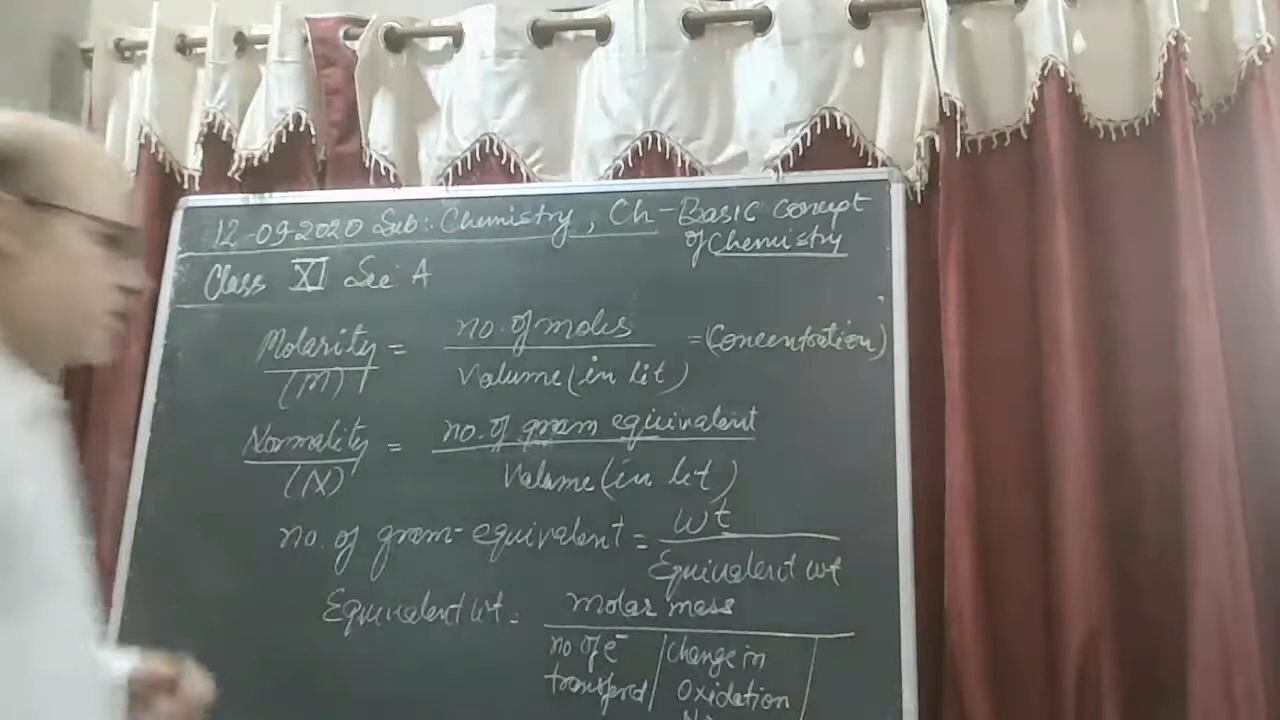 12-09-2020 Sub: Chemistry, Ch-Basic concept
of Chemistry
Class XI Sec A
Molarity = no. of moles = (Concentration)
(M) Volume (in lit)
Normality = no. of gram equivalent
(N) Volume (in lit)
no. of gram-equivalent = wt
Equivalent wt
Equivalent wt = molar mass
no of e⁻ | change in |
transferred | Oxidation